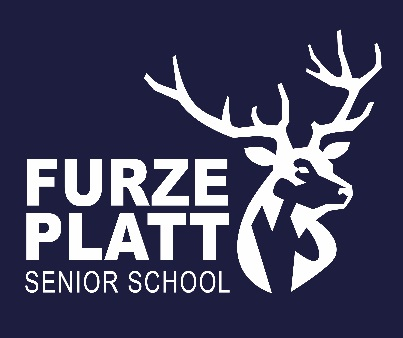 FURZE
PLATT
SENIOR SCHOOL